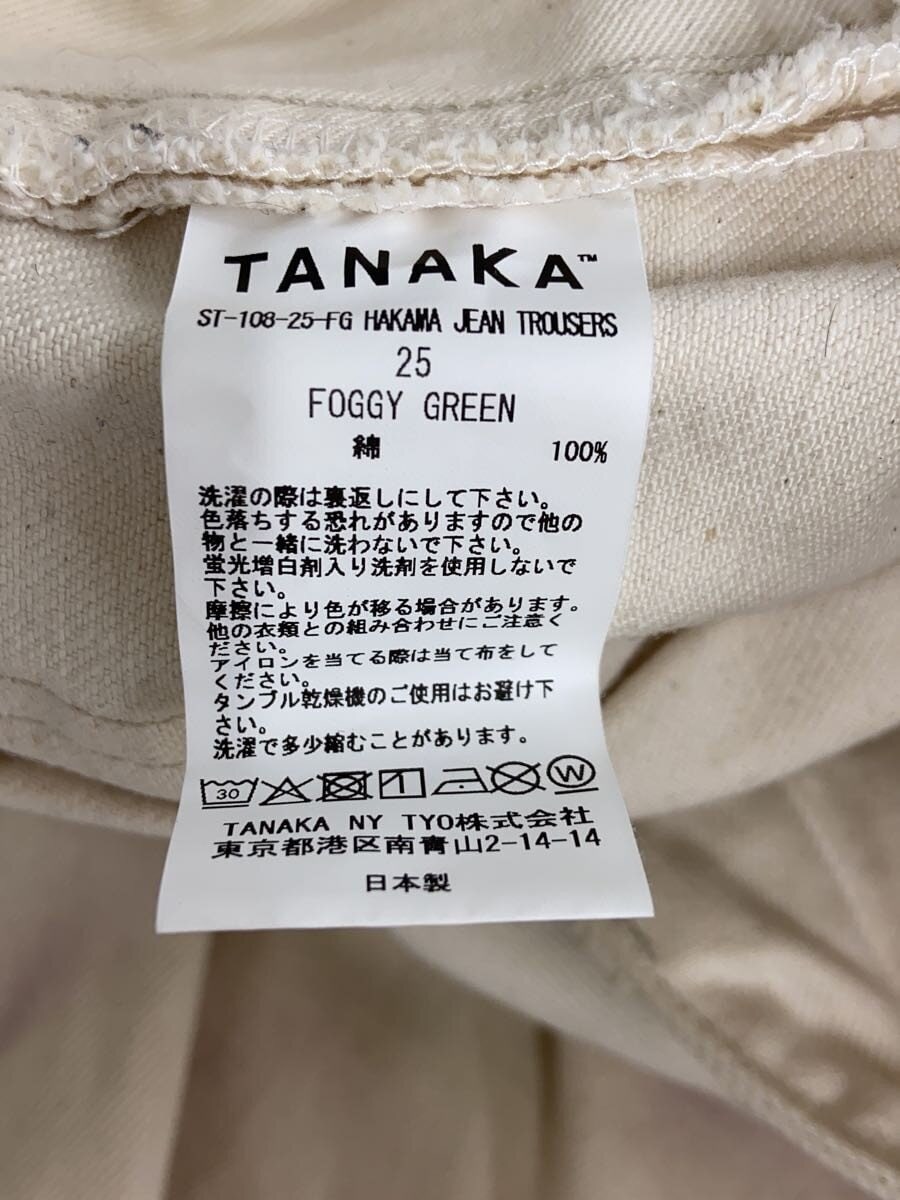 TANAKA™
ST-108-25-FG HAKAMA JEAN TROUSERS
25
FOGGY GREEN
綿 100%
洗濯の際は裏返しにして下さい。
色落ちする恐れがありますので他の
物と一緒に洗わないで下さい。
蛍光増白剤入り洗剤を使用しないで
下さい。
摩擦により色が移る場合があります。
他の衣類との組み合わせにご注意く
ださい。
アイロンを当てる際は当て布をして
ください。
タンブル乾燥機のご使用はお避け下
さい。
洗濯で多少縮むことがあります。
30 W
TANAKA NY TYO株式会社
東京都港区南青山2-14-14
日本製